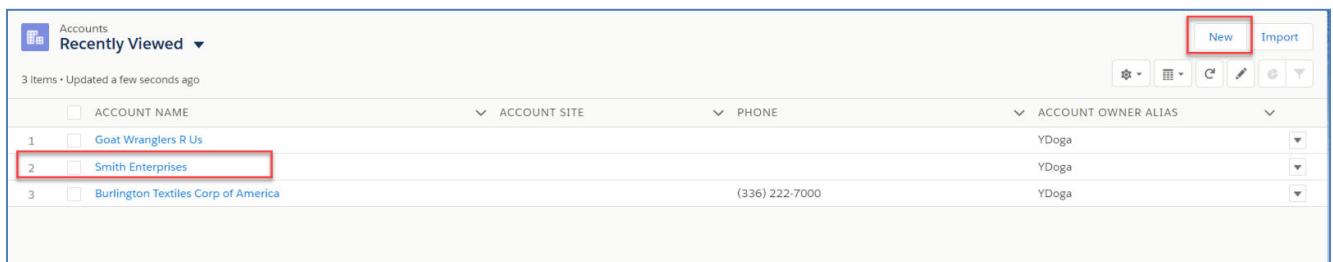 Accounts
Recently Viewed
New Import
3 Items • Updated a few seconds ago
ACCOUNT NAME ACCOUNT SITE PHONE ACCOUNT OWNER ALIAS
1 Goat Wranglers R Us YDoga
2 Smith Enterprises YDoga
3 Burlington Textiles Corp of America (336) 222-7000 YDoga